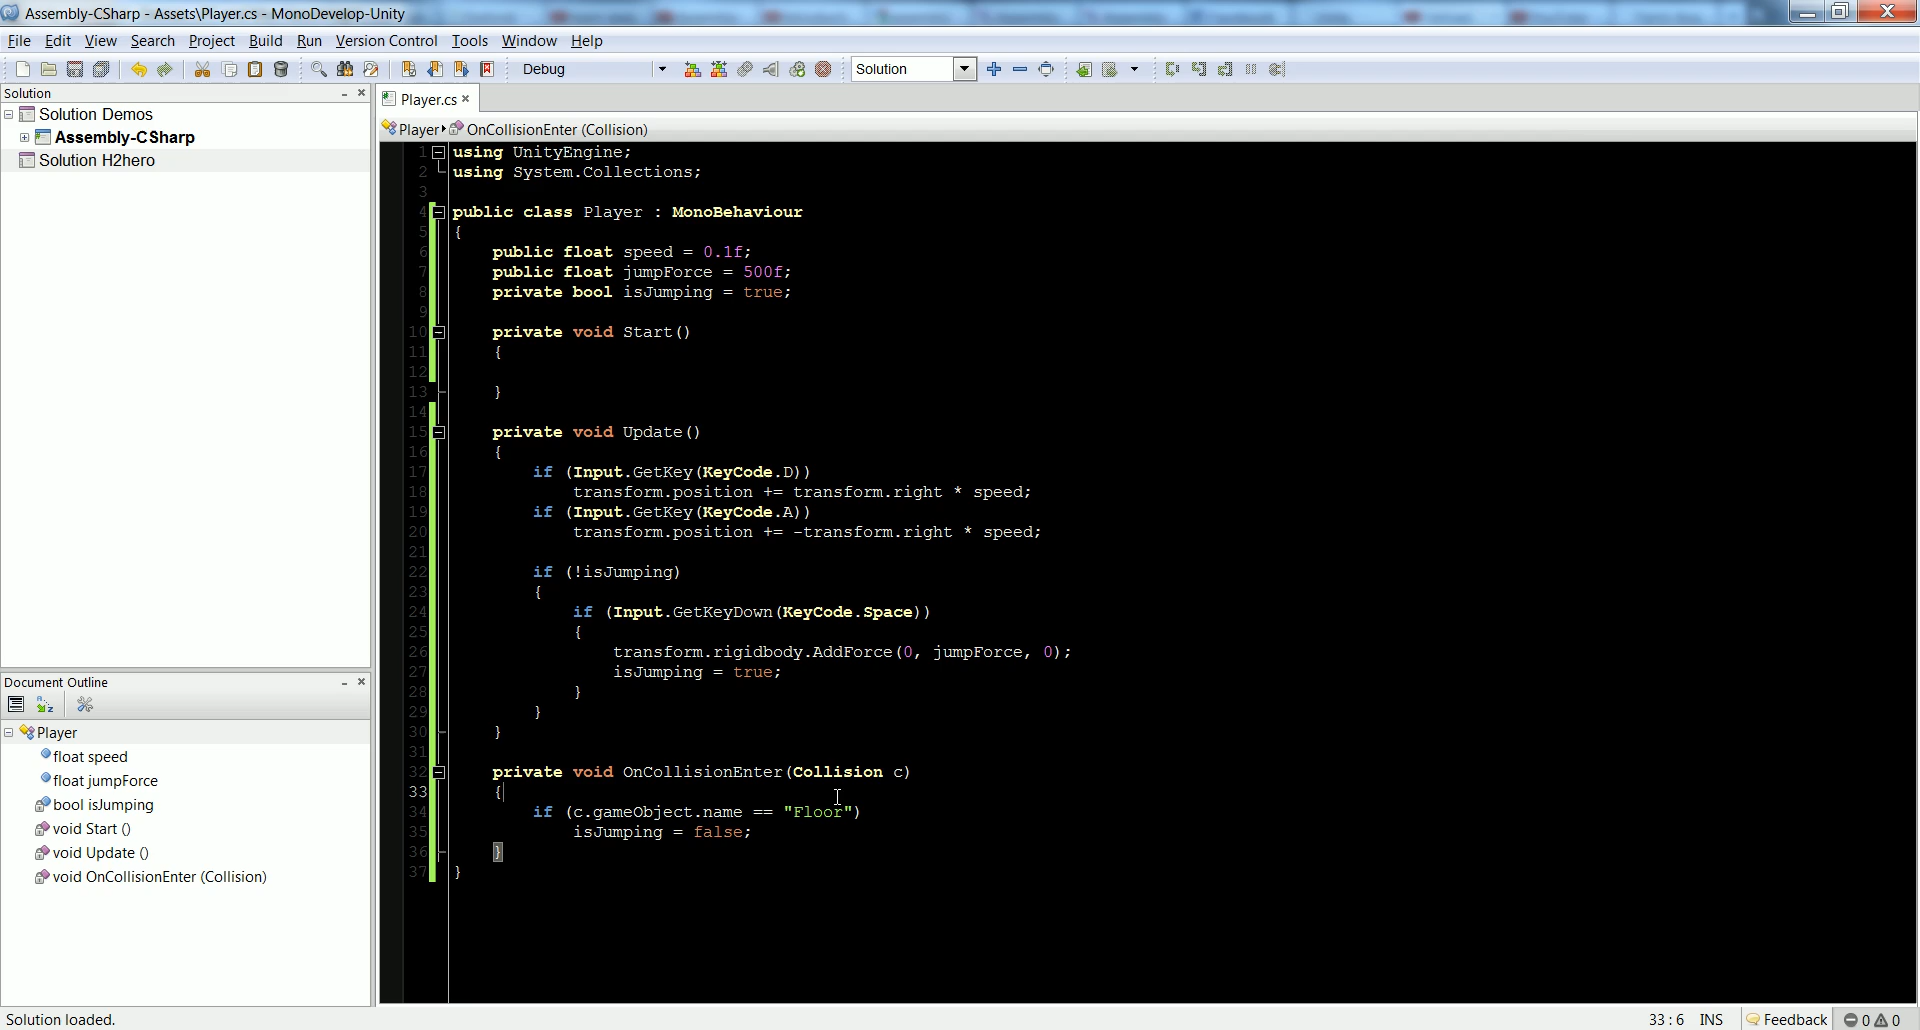 Assembly-CSharp - Assets\Player.cs - MonoDevelop-Unity
File Edit View Search Project Build Run Version Control Tools Window Help
Debug Solution
Solution
Solution Demos
Assembly-CSharp
Solution H2hero
Document Outline
Player
float speed
float jumpForce
bool isJumping
void Start ()
void Update ()
void OnCollisionEnter (Collision)
Player.cs
Player OnCollisionEnter (Collision)
1 using UnityEngine;
2 using System.Collections;
3
4 public class Player : MonoBehaviour
5 {
6 public float speed = 0.1f;
7 public float jumpForce = 500f;
8 private bool isJumping = true;
9
10 private void Start()
11 {
12
13 }
14
15 private void Update()
16 {
17 if (Input.GetKey(KeyCode.D))
18 transform.position += transform.right * speed;
19 if (Input.GetKey(KeyCode.A))
20 transform.position += -transform.right * speed;
21
22 if (!isJumping)
23 {
24 if (Input.GetKeyDown(KeyCode.Space))
25 {
26 transform.rigidbody.AddForce(0, jumpForce, 0);
27 isJumping = true;
28 }
29 }
30 }
31
32 private void OnCollisionEnter(Collision c)
33 {
34 if (c.gameObject.name == "Floor")
35 isJumping = false;
36 }
37 }
Solution loaded.
33 : 6 INS Feedback 0 0